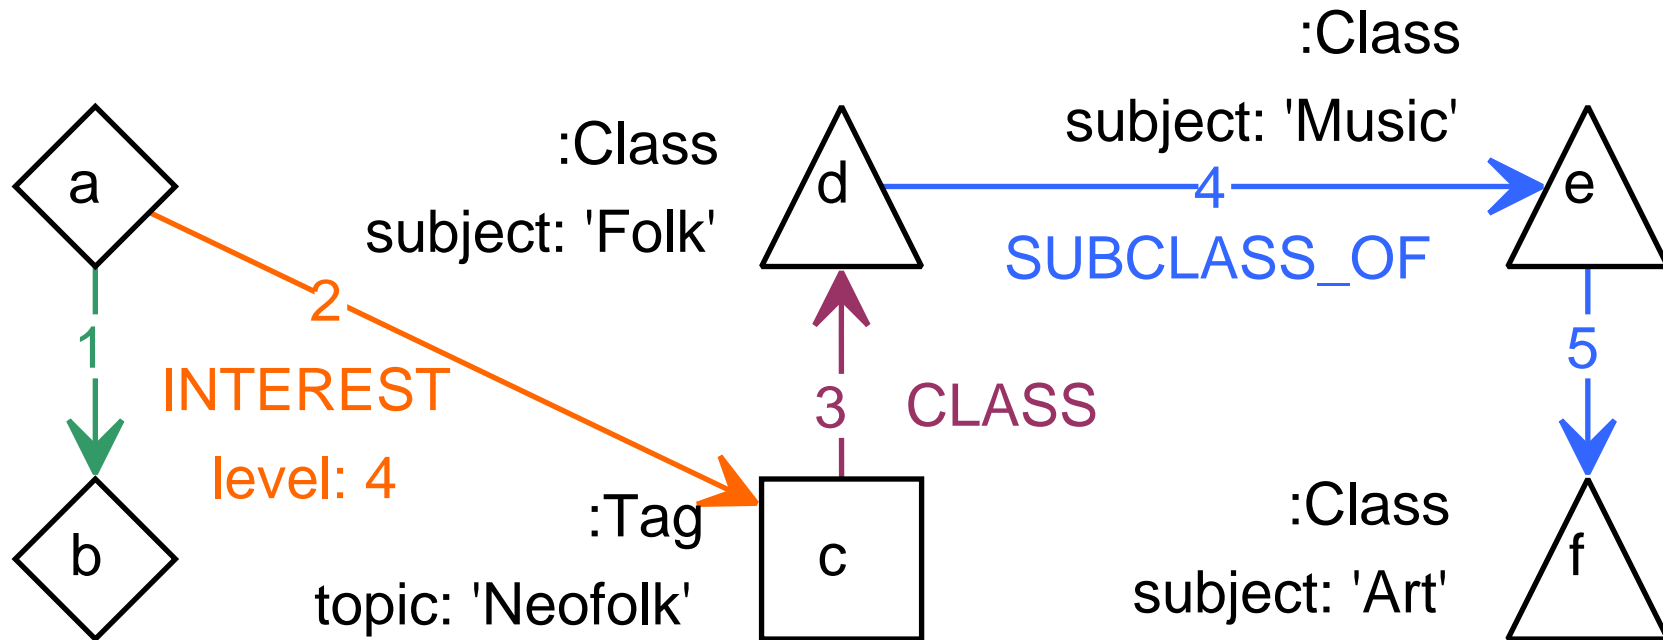 :Class
subject: 'Music'
:Class
subject: 'Folk'
a
d
4
e
SUBCLASS_OF
2
1
5
INTEREST
level: 4
3
CLASS
:Tag
topic: 'Neofolk'
:Class
subject: 'Art'
b
c
f